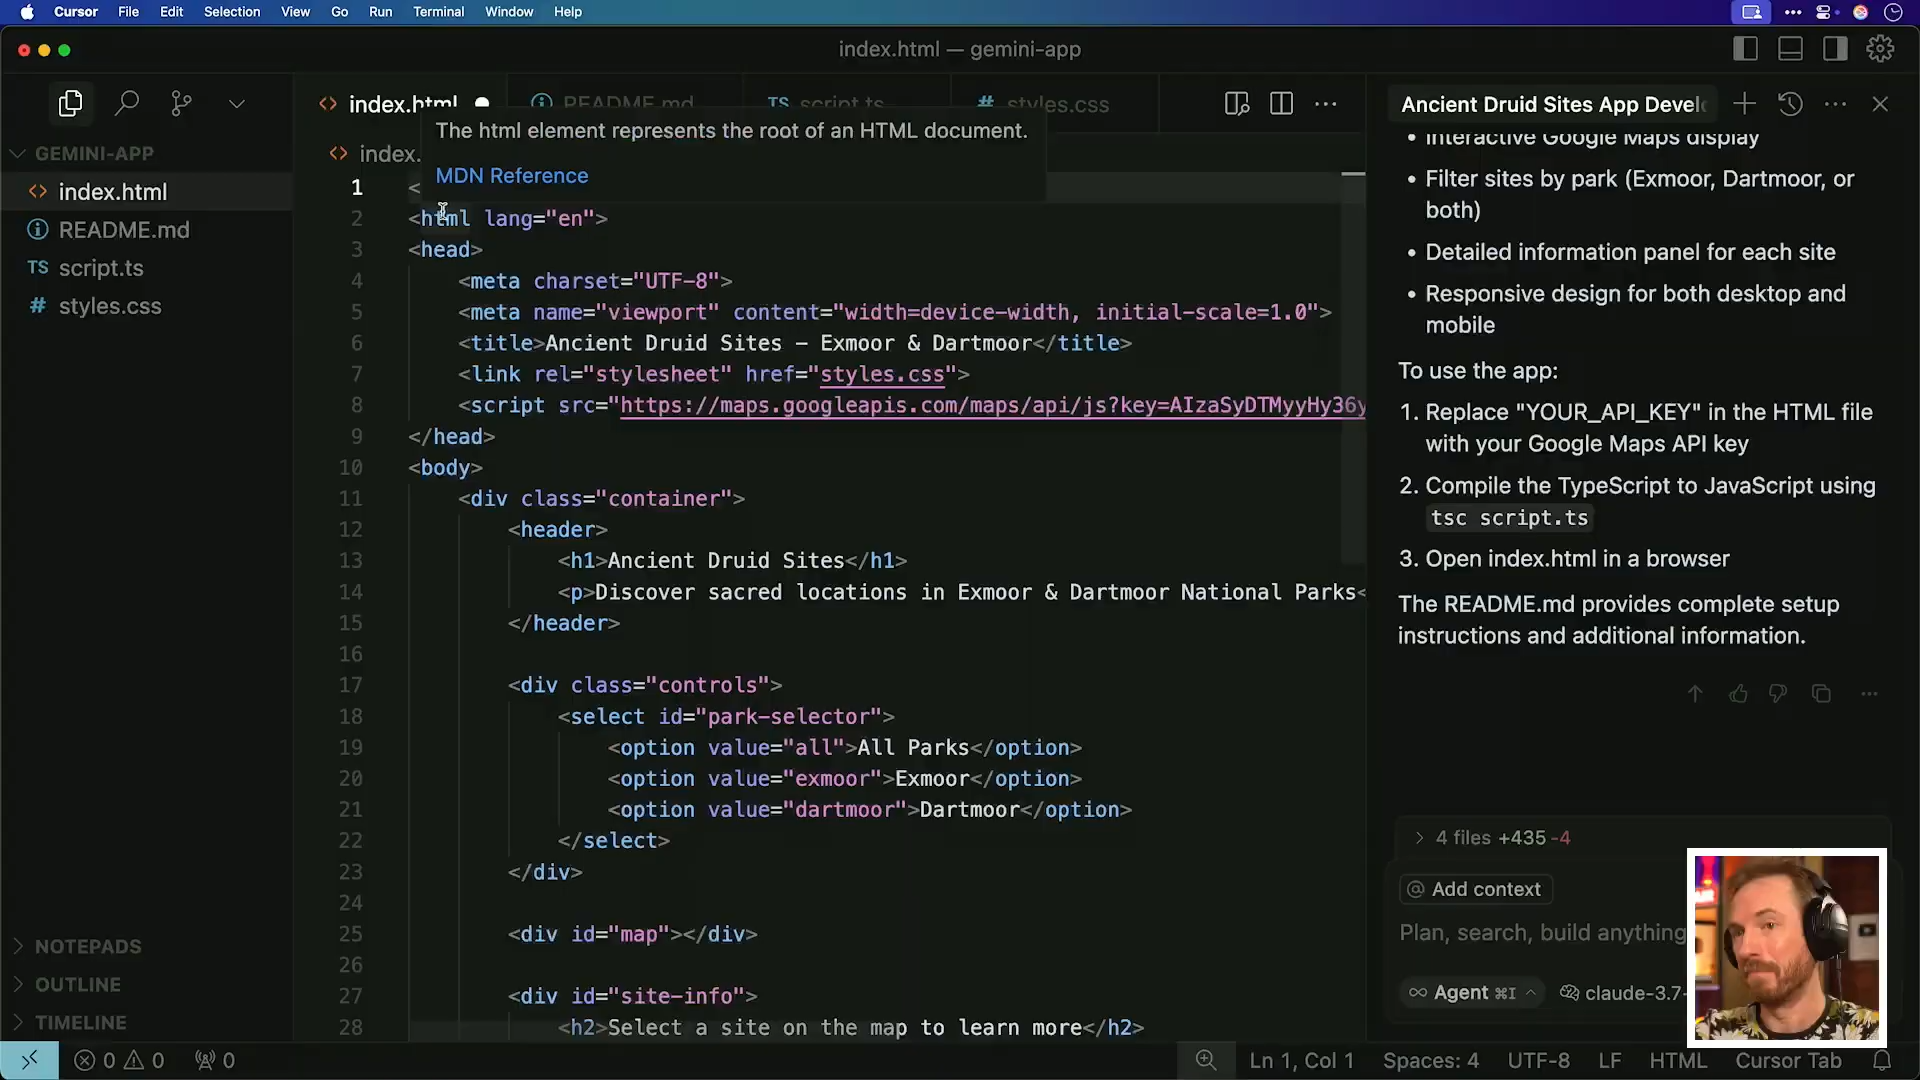 Cursor File Edit Selection View Go Run Terminal Window Help
index.html — gemini-app
index.html README.md TS script.ts # styles.css
GEMINI-APP
index.html
README.md
TS script.ts
# styles.css
NOTEPADS
OUTLINE
TIMELINE
index.
The html element represents the root of an HTML document.
MDN Reference
1 <
2 <html lang="en">
3 <head>
4 <meta charset="UTF-8">
5 <meta name="viewport" content="width=device-width, initial-scale=1.0">
6 <title>Ancient Druid Sites – Exmoor & Dartmoor</title>
7 <link rel="stylesheet" href="styles.css">
8 <script src="https://maps.googleapis.com/maps/api/js?key=AIzaSyDTMyyHy36y
9 </head>
10 <body>
11 <div class="container">
12 <header>
13 <h1>Ancient Druid Sites</h1>
14 <p>Discover sacred locations in Exmoor & Dartmoor National Parks<
15 </header>
16
17 <div class="controls">
18 <select id="park-selector">
19 <option value="all">All Parks</option>
20 <option value="exmoor">Exmoor</option>
21 <option value="dartmoor">Dartmoor</option>
22 </select>
23 </div>
24
25 <div id="map"></div>
26
27 <div id="site-info">
28 <h2>Select a site on the map to learn more</h2>
Ancient Druid Sites App Develo
• Interactive Google Maps display
• Filter sites by park (Exmoor, Dartmoor, or
both)
• Detailed information panel for each site
• Responsive design for both desktop and
mobile
To use the app:
1. Replace "YOUR_API_KEY" in the HTML file
with your Google Maps API key
2. Compile the TypeScript to JavaScript using
tsc script.ts
3. Open index.html in a browser
The README.md provides complete setup
instructions and additional information.
4 files +435 -4
@ Add context
Plan, search, build anything
∞ Agent ⌘I claude-3.7-
0 0 0
Ln 1, Col 1 Spaces: 4 UTF-8 LF HTML Cursor Tab